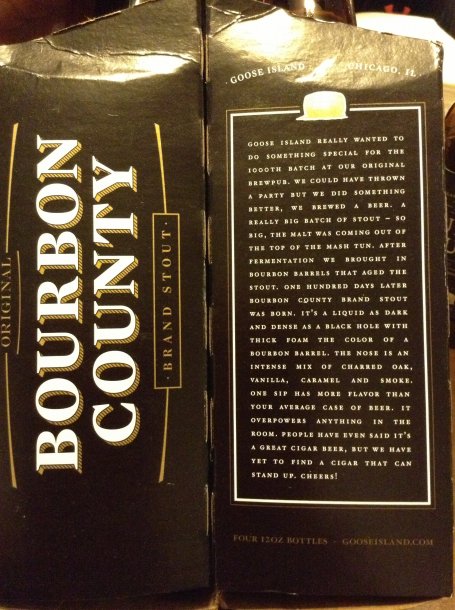 ORIGINAL
BOURBON
COUNTY
· BRAND STOUT ·
· GOOSE ISLAND · CHICAGO, IL
GOOSE ISLAND REALLY WANTED TO
DO SOMETHING SPECIAL FOR THE
1000TH BATCH AT OUR ORIGINAL
BREWPUB. WE COULD HAVE THROWN
A PARTY BUT WE DID SOMETHING
BETTER, WE BREWED A BEER. A
REALLY BIG BATCH OF STOUT – SO
BIG, THE MALT WAS COMING OUT OF
THE TOP OF THE MASH TUN. AFTER
FERMENTATION WE BROUGHT IN
BOURBON BARRELS THAT AGED THE
STOUT. ONE HUNDRED DAYS LATER
BOURBON COUNTY BRAND STOUT
WAS BORN. IT'S A LIQUID AS DARK
AND DENSE AS A BLACK HOLE WITH
THICK FOAM THE COLOR OF A
BOURBON BARREL. THE NOSE IS AN
INTENSE MIX OF CHARRED OAK,
VANILLA, CARAMEL AND SMOKE.
ONE SIP HAS MORE FLAVOR THAN
YOUR AVERAGE CASE OF BEER. IT
OVERPOWERS ANYTHING IN THE
ROOM. PEOPLE HAVE EVEN SAID IT'S
A GREAT CIGAR BEER, BUT WE HAVE
YET TO FIND A CIGAR THAT CAN
STAND UP. CHEERS!
FOUR 12OZ BOTTLES · GOOSEISLAND.COM